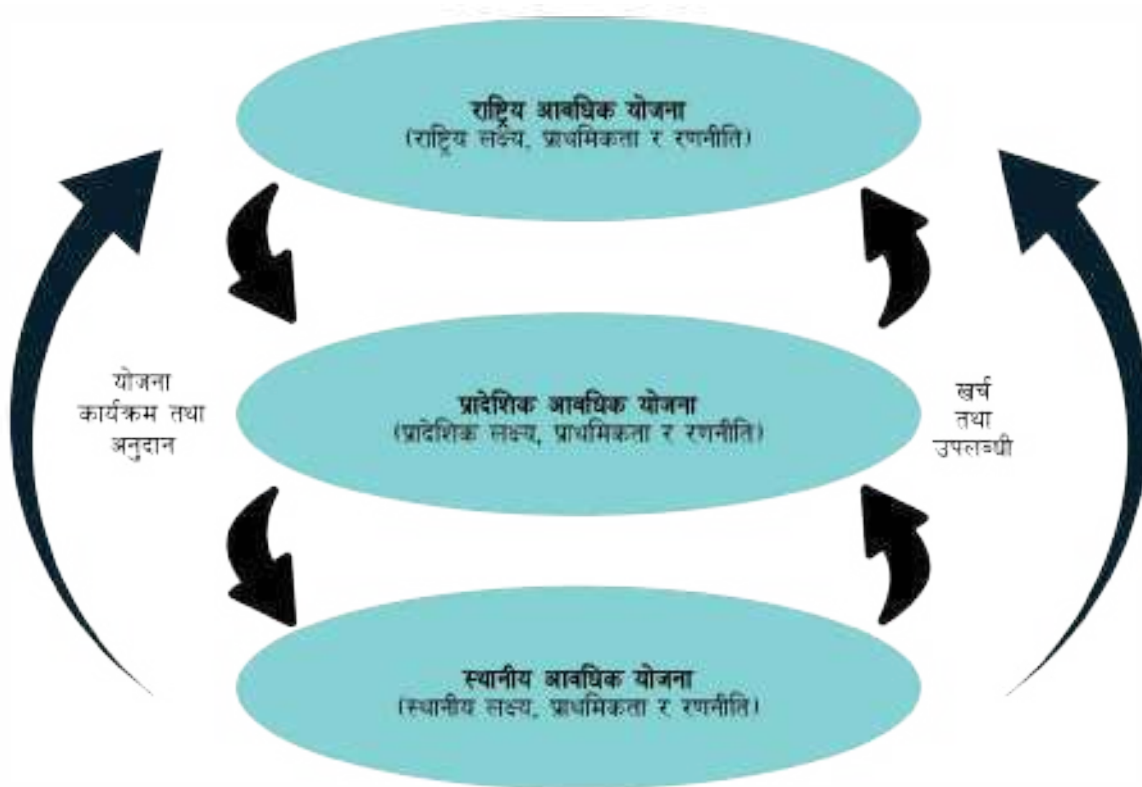 राष्ट्रिय आवधिक योजना
(राष्ट्रिय लक्ष्य, प्राथमिकता र रणनीति)
योजना
कार्यक्रम तथा
अनुदान
प्रादेशिक आवधिक योजना
(प्रादेशिक लक्ष्य, प्राथमिकता र रणनीति)
खर्च
तथा
उपलब्धी
स्थानीय आवधिक योजना
(स्थानीय लक्ष्य, प्राथमिकता र रणनीति)